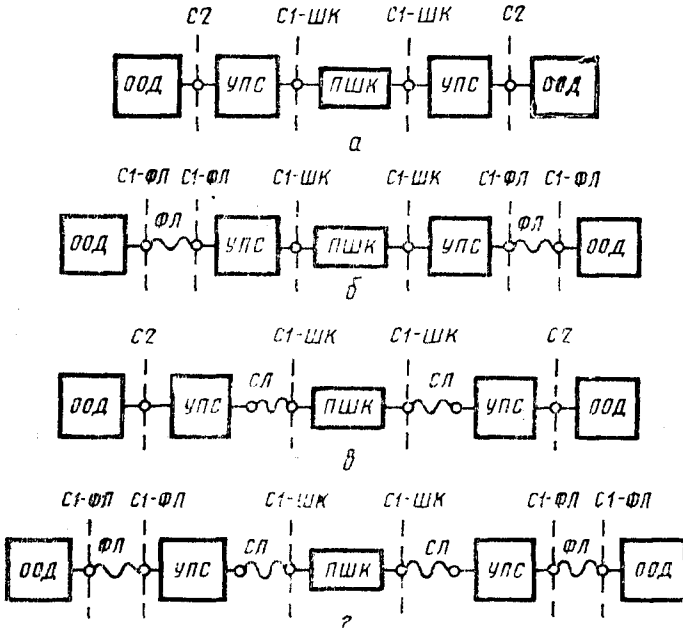 С2 С1-ШК С1-ШК С2
ООД УПС ПШК УПС ООД
а
С1-ФЛ С1-ФЛ С1-ШК С1-ШК С1-ФЛ С1-ФЛ
ФЛ ФЛ
ООД УПС ПШК УПС ООД
б
С2 С1-ШК С1-ШК С2
СЛ СЛ
ООД УПС ПШК УПС ООД
в
С1-ФЛ С1-ФЛ С1-ШК С1-ШК С1-ФЛ С1-ФЛ
ФЛ СЛ СЛ ФЛ
ООД УПС ПШК УПС ООД
г